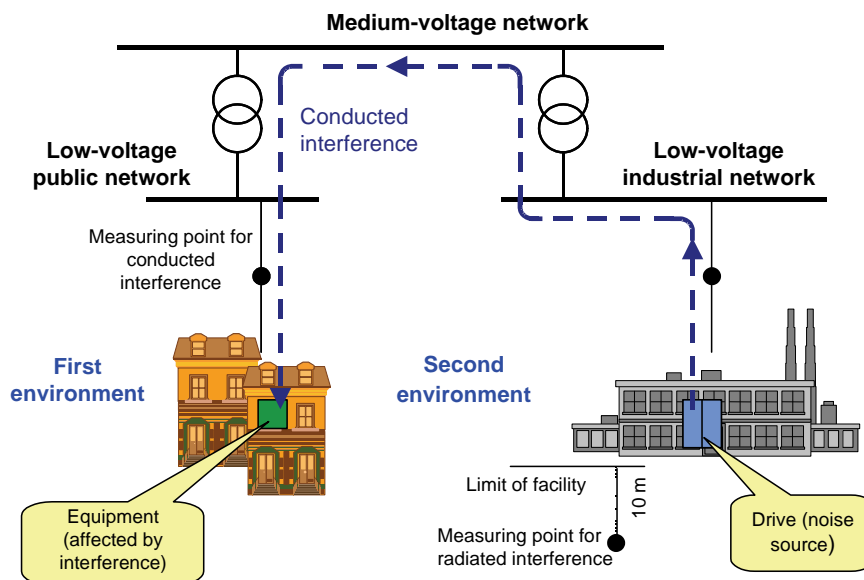 Medium-voltage network
Conducted
interference
Low-voltage
public network
Low-voltage
industrial network
Measuring point for
conducted
interference
First
environment
Second
environment
Limit of facility
10 m
Measuring point for
radiated interference
Equipment
(affected by
interference)
Drive (noise
source)